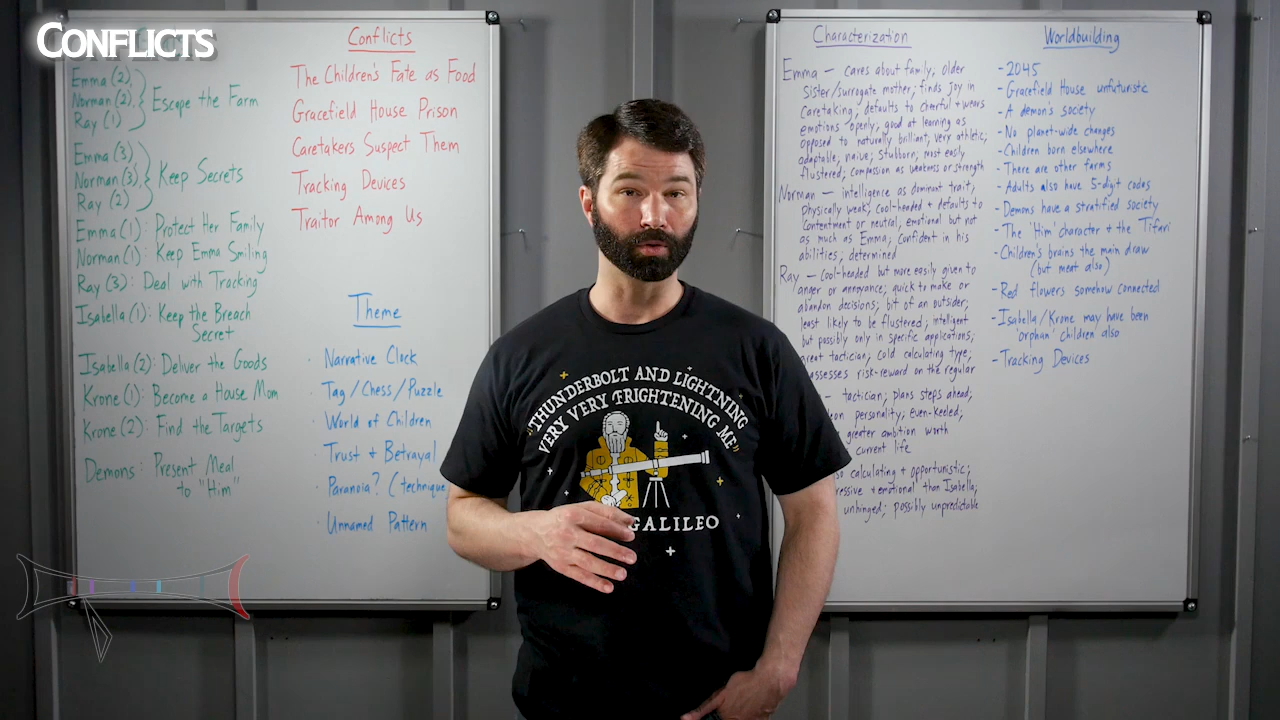 CONFLICTS
Emma (2),
Norman (2),
Ray (1)
Escape the Farm
Emma (3)
Norman (3),
Ray (2)
Keep Secrets
Emma (1): Protect Her Family
Norman (1): Keep Emma Smiling
Ray (3): Deal with Tracking
Isabella (1): Keep the Breach
Secret
Isabella (2): Deliver the Goods
Krone (1): Become a House Mom
Krone (2): Find the Targets
Demons: Present Meal
to "Him"
Conflicts
The Children's Fate as Food
Gracefield House Prison
Caretakers Suspect Them
Tracking Devices
Traitor Among Us
Theme
· Narrative Clock
· Tag/Chess/Puzzle
· World of Children
· Trust + Betrayal
· Paranoia? (technique
· Unnamed Pattern
"THUNDERBOLT AND LIGHTNING
VERY VERY FRIGHTENING ME"
GALILEO
Characterization
Emma — cares about family; older
sister/surrogate mother; finds joy in
caretaking; defaults to cheerful + wears
emotions openly; good at learning as
opposed to naturally brilliant; very athletic;
adaptable, naive; stubborn; most easily
flustered; compassion as weakness or strength
Norman — intelligence as dominant trait;
physically weak; cool-headed + defaults to
contentment or neutral; emotional but not
as much as Emma; confident in his
abilities; determined
Ray — cool-headed but more easily given to
anger or annoyance; quick to make or
abandon decisions; bit of an outsider;
least likely to be flustered; intelligent
but possibly only in specific applications;
great tactician; cold calculating type;
assesses risk-reward on the regular
- tactician; plans steps ahead;
personality; even-keeled;
greater ambition worth
current life
calculating + opportunistic;
+ emotional than Isabella;
unhinged; possibly unpredictable
Worldbuilding
- 2045
- Gracefield House unfuturistic
- A demon's society
- No planet-wide changes
- Children born elsewhere
- There are other farms
- Adults also have 5-digit codes
- Demons have a stratified society
- The 'Him' character + the Tifari
- Children's brains the main draw
(but meat also)
- Red flowers somehow connected
- Isabella/Krone may have been
'orphan' children also
- Tracking Devices